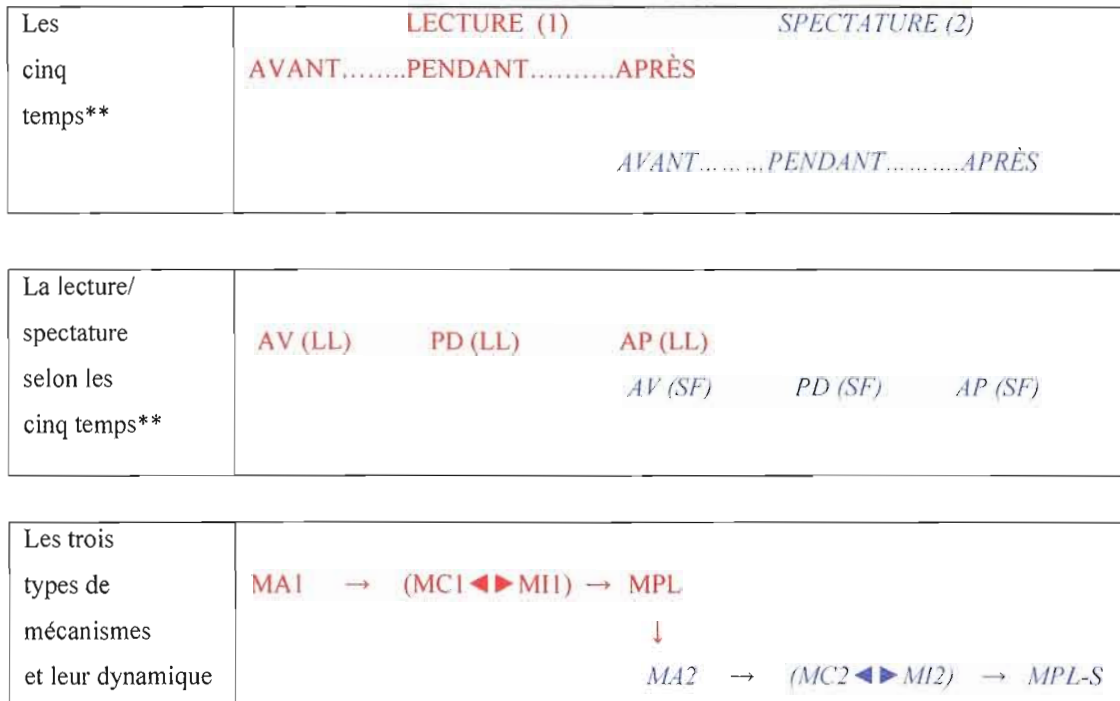 Les
cinq
temps**
LECTURE (1) SPECTATURE (2)
AVANT........PENDANT..........APRÈS
AVANT.........PENDANT..........APRÈS
La lecture/
spectature
selon les
cinq temps**
AV (LL) PD (LL) AP (LL)
AV (SF) PD (SF) AP (SF)
Les trois
types de
mécanismes
et leur dynamique
MA1 → (MC1◄►MI1) → MPL
↓
MA2 → (MC2◄►MI2) → MPL-S